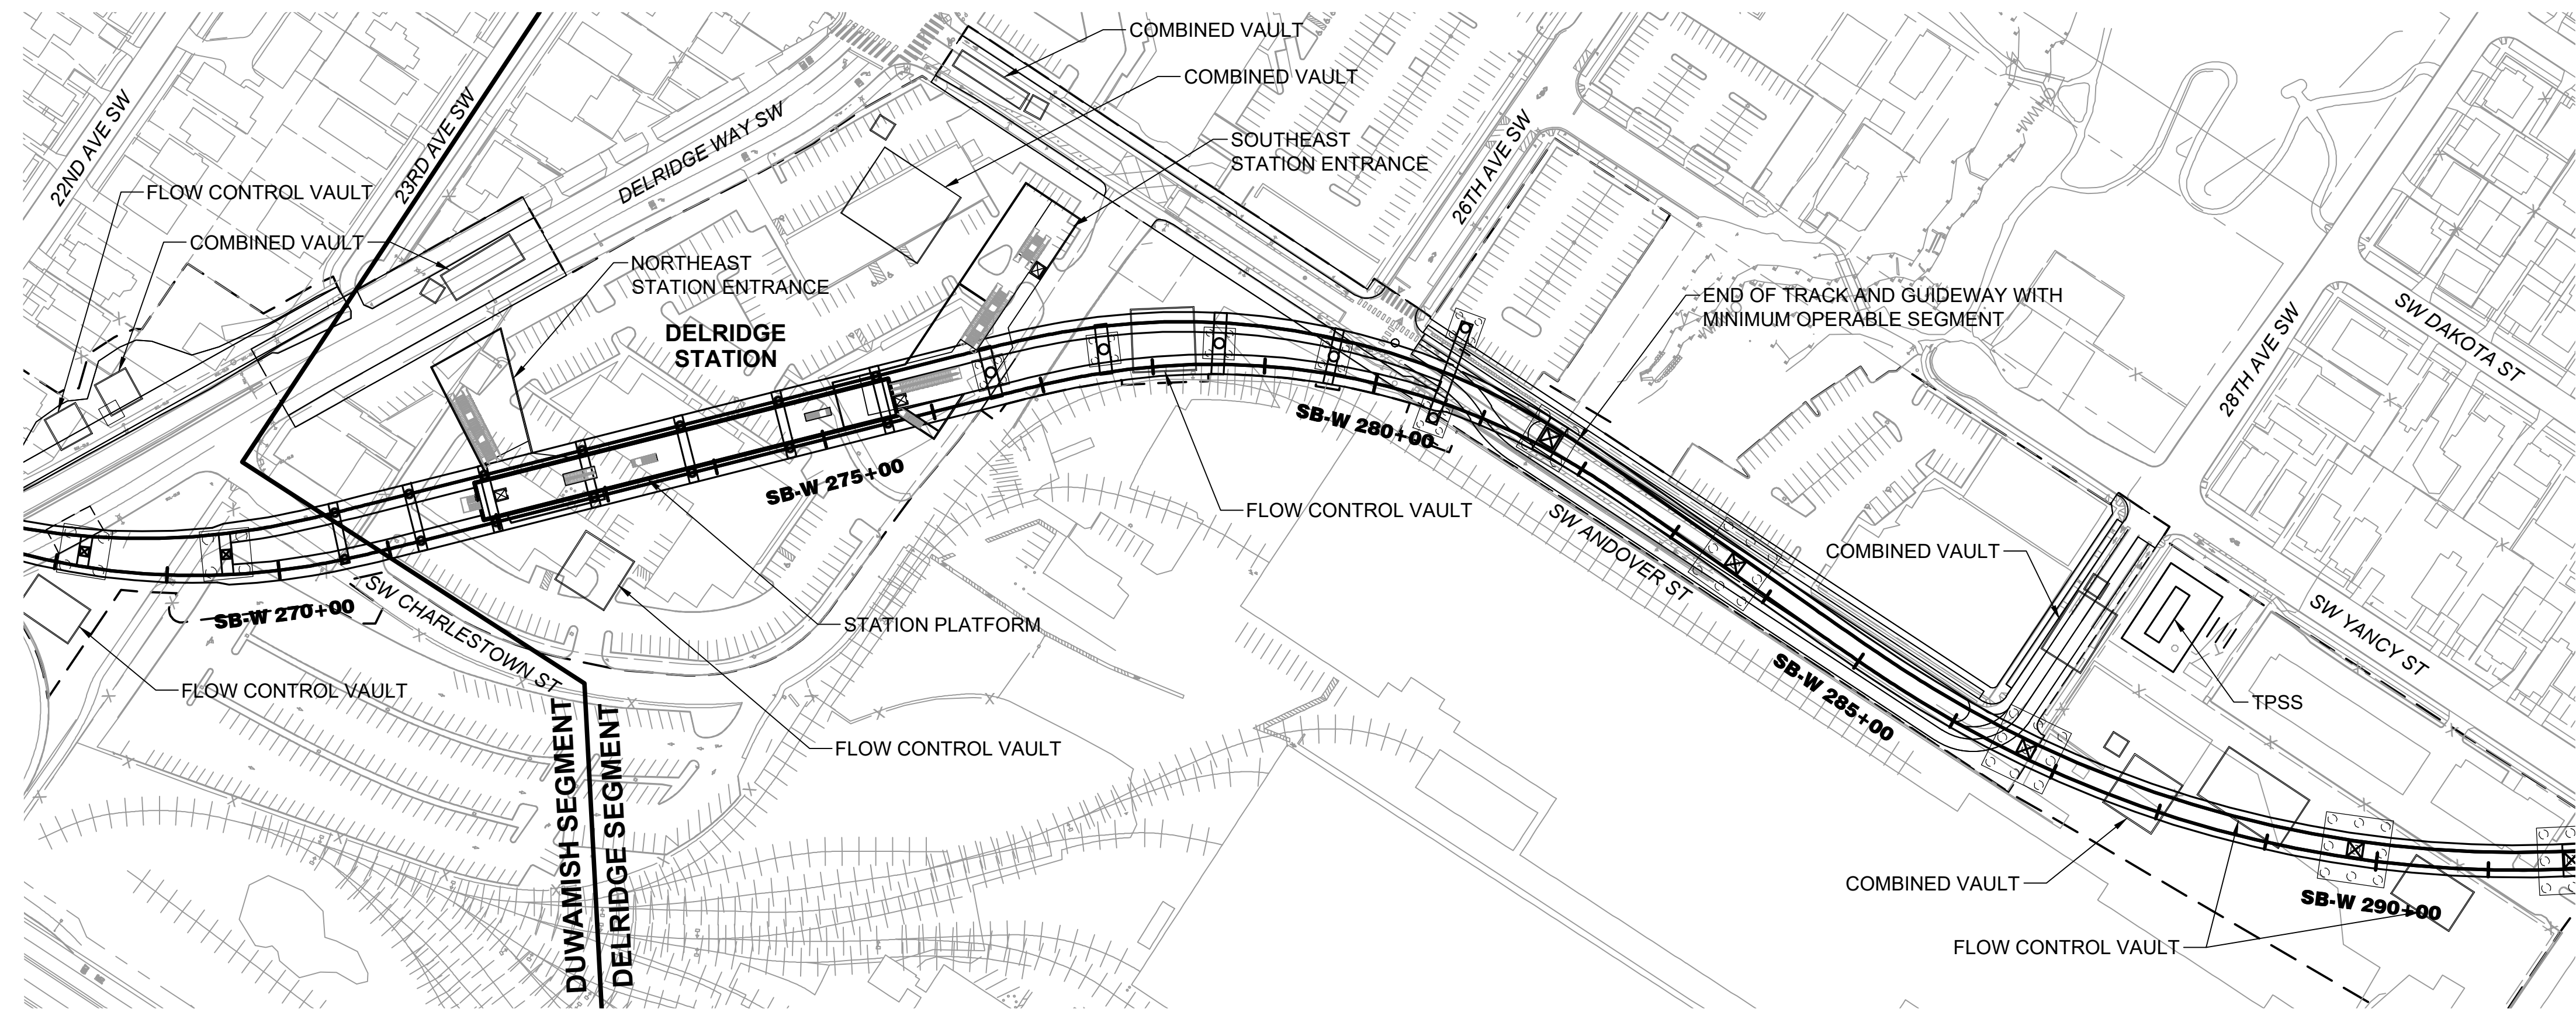 COMBINED VAULT
COMBINED VAULT
SOUTHEAST
STATION ENTRANCE
22ND AVE SW
23RD AVE SW
DELRIDGE WAY SW
26TH AVE SW
FLOW CONTROL VAULT
COMBINED VAULT
NORTHEAST
STATION ENTRANCE
DELRIDGE
STATION
END OF TRACK AND GUIDEWAY WITH
MINIMUM OPERABLE SEGMENT
28TH AVE SW
SW DAKOTA ST
SB-W 280+00
SB-W 275+00
FLOW CONTROL VAULT
SW ANDOVER ST
COMBINED VAULT
SB-W 270+00
SW CHARLESTOWN ST
STATION PLATFORM
SW YANCY ST
FLOW CONTROL VAULT
SB-W 285+00
TPSS
FLOW CONTROL VAULT
DUWAMISH SEGMENT
DELRIDGE SEGMENT
COMBINED VAULT
SB-W 290+00
FLOW CONTROL VAULT